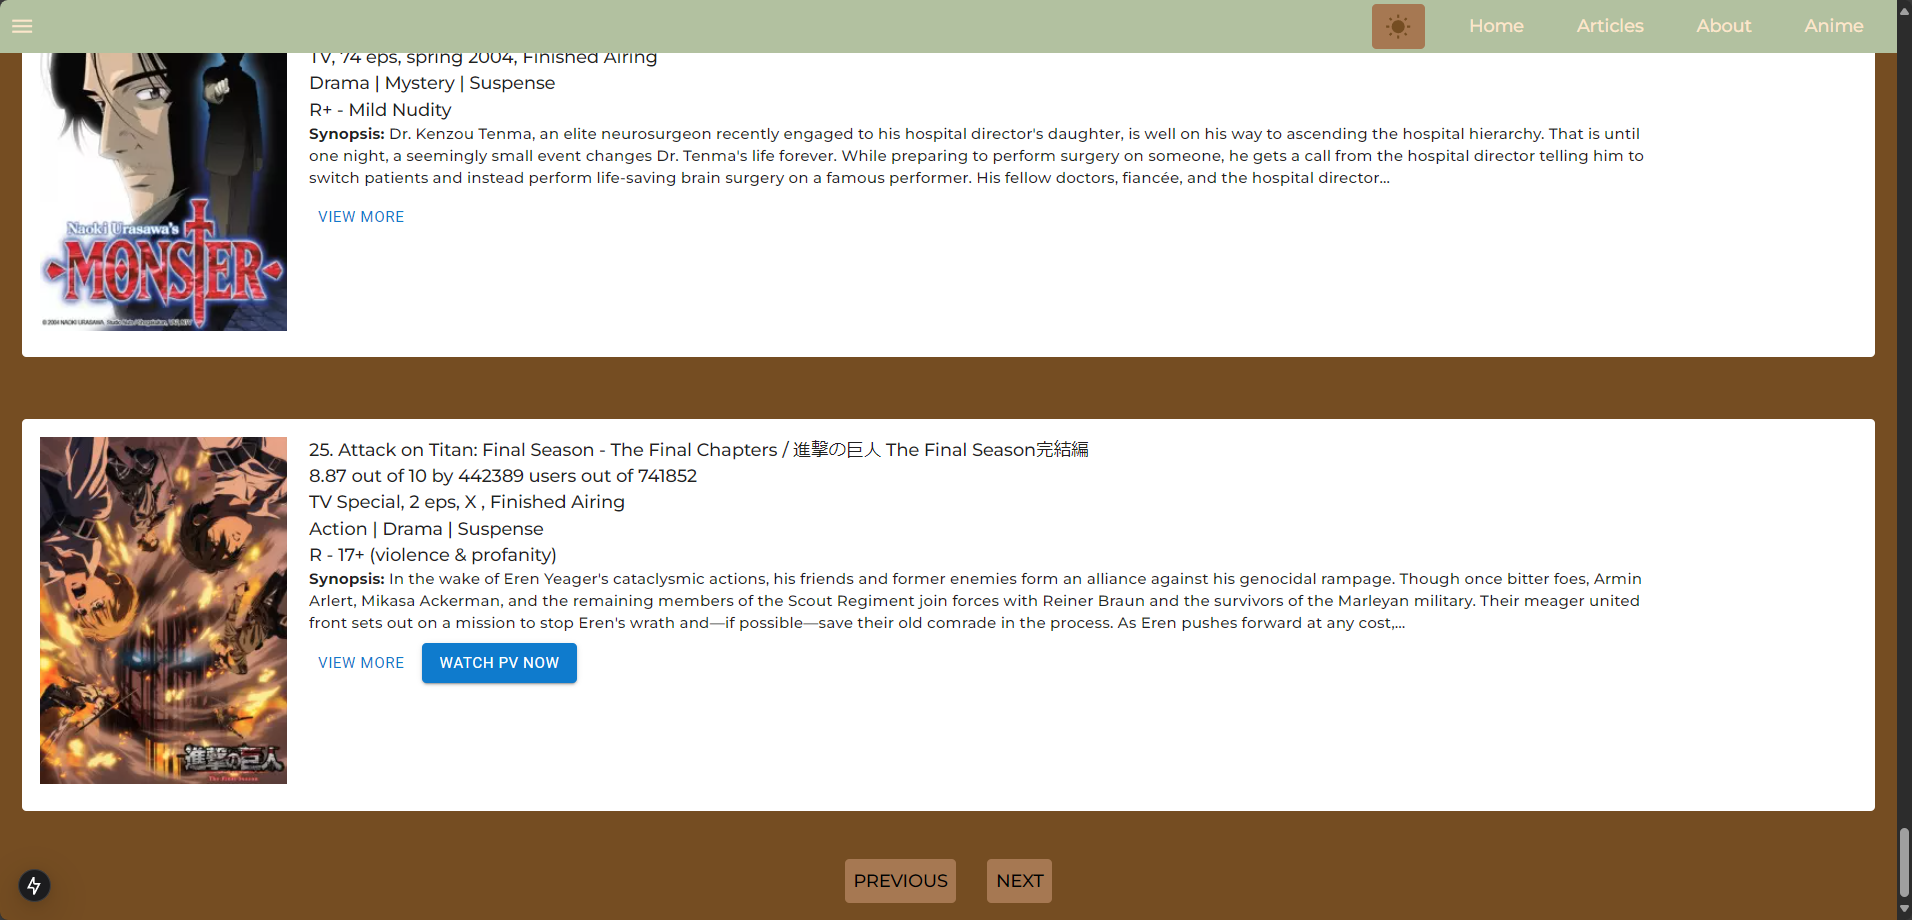 Home Articles About Anime
TV, 74 eps, spring 2004, Finished Airing
Drama | Mystery | Suspense
R+ - Mild Nudity
Synopsis: Dr. Kenzou Tenma, an elite neurosurgeon recently engaged to his hospital director's daughter, is well on his way to ascending the hospital hierarchy. That is until
one night, a seemingly small event changes Dr. Tenma's life forever. While preparing to perform surgery on someone, he gets a call from the hospital director telling him to
switch patients and instead perform life-saving brain surgery on a famous performer. His fellow doctors, fiancée, and the hospital director...
VIEW MORE
Naoki Urasawa's
MONSTER
25. Attack on Titan: Final Season - The Final Chapters / 進撃の巨人 The Final Season完結編
8.87 out of 10 by 442389 users out of 741852
TV Special, 2 eps, X , Finished Airing
Action | Drama | Suspense
R - 17+ (violence & profanity)
Synopsis: In the wake of Eren Yeager's cataclysmic actions, his friends and former enemies form an alliance against his genocidal rampage. Though once bitter foes, Armin
Arlert, Mikasa Ackerman, and the remaining members of the Scout Regiment join forces with Reiner Braun and the survivors of the Marleyan military. Their meager united
front sets out on a mission to stop Eren's wrath and—if possible—save their old comrade in the process. As Eren pushes forward at any cost,...
VIEW MORE WATCH PV NOW
進撃の巨人
The Final Season
PREVIOUS NEXT